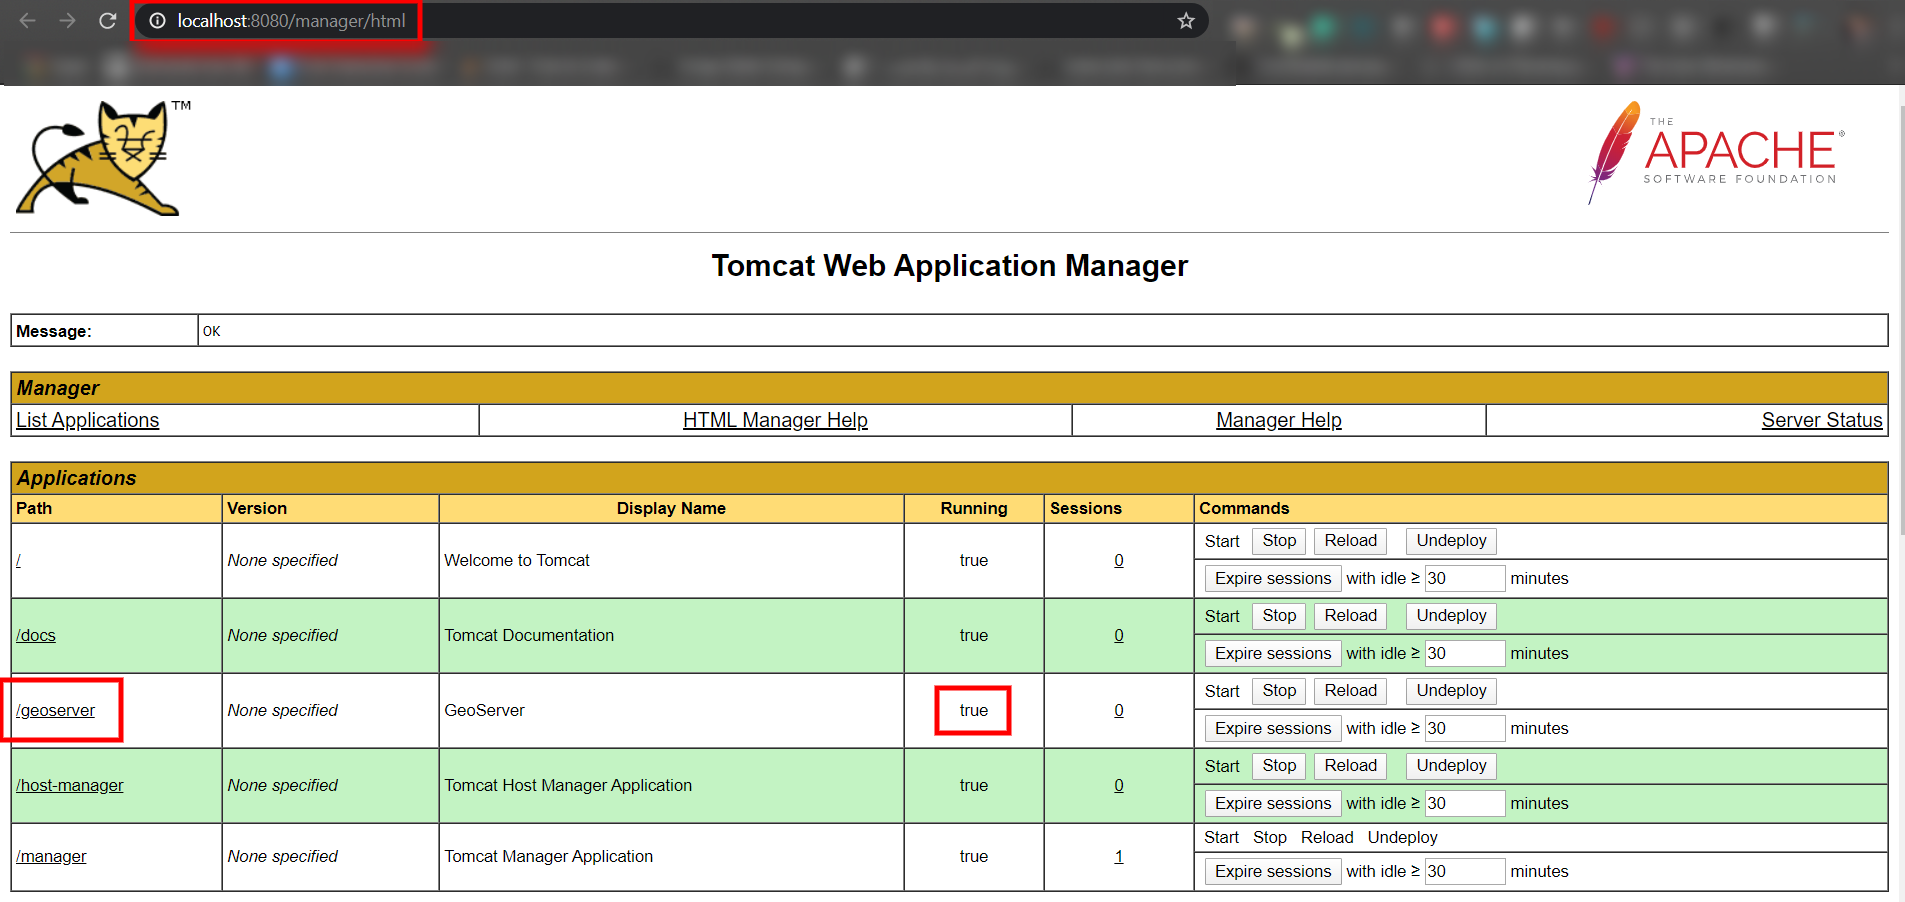 localhost:8080/manager/html
TM
THE
APACHE®
SOFTWARE FOUNDATION
Tomcat Web Application Manager
Message: OK
Manager
List Applications HTML Manager Help Manager Help Server Status
Applications
Path Version Display Name Running Sessions Commands
/ None specified Welcome to Tomcat true 0 Start Stop Reload Undeploy
Expire sessions with idle ≥ 30 minutes
/docs None specified Tomcat Documentation true 0 Start Stop Reload Undeploy
Expire sessions with idle ≥ 30 minutes
/geoserver None specified GeoServer true 0 Start Stop Reload Undeploy
Expire sessions with idle ≥ 30 minutes
/host-manager None specified Tomcat Host Manager Application true 0 Start Stop Reload Undeploy
Expire sessions with idle ≥ 30 minutes
/manager None specified Tomcat Manager Application true 1 Start Stop Reload Undeploy
Expire sessions with idle ≥ 30 minutes